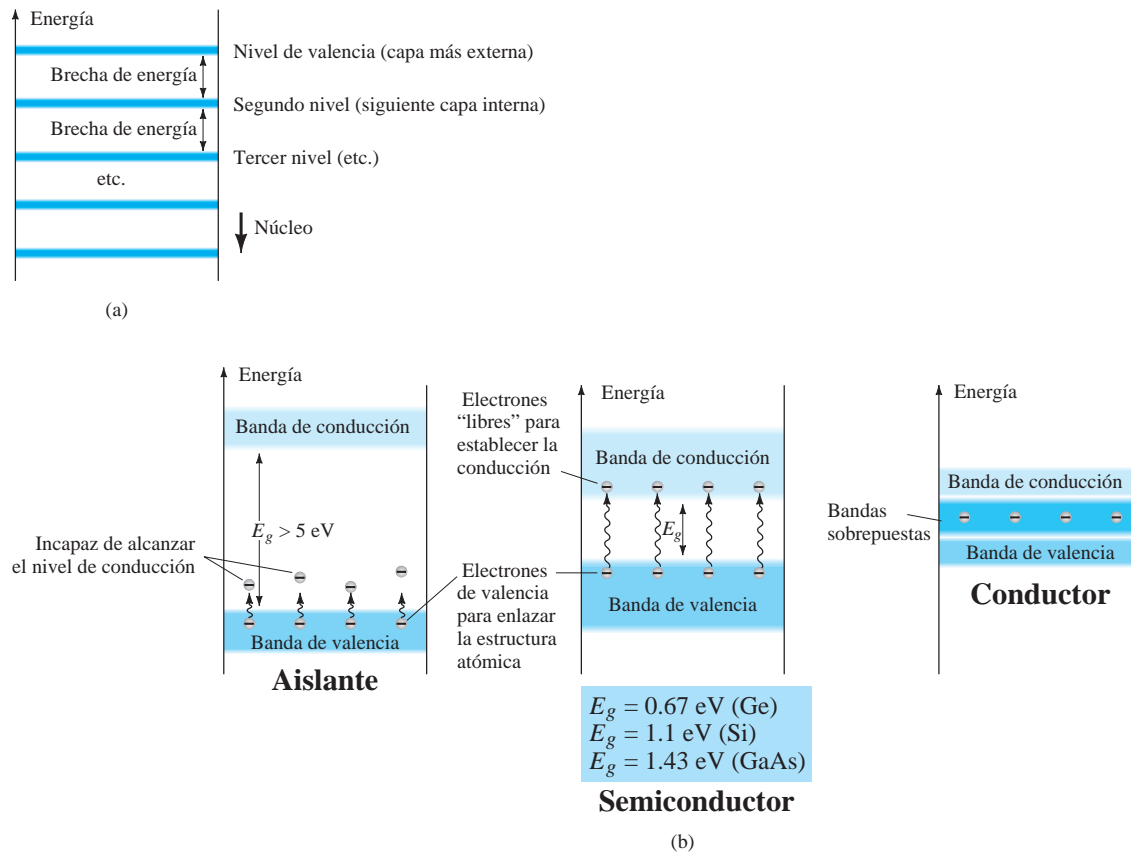 Energía
Nivel de valencia (capa más externa)
Brecha de energía
Segundo nivel (siguiente capa interna)
Brecha de energía
Tercer nivel (etc.)
etc.
Núcleo
(a)
Energía
Banda de conducción
E_g > 5 eV
Incapaz de alcanzar
el nivel de conducción
Banda de valencia
Aislante
Electrones
“libres” para
establecer la
conducción
Energía
Banda de conducción
E_g
Electrones
de valencia
para enlazar
la estructura
atómica
Banda de valencia
E_g = 0.67 eV (Ge)
E_g = 1.1 eV (Si)
E_g = 1.43 eV (GaAs)
Semiconductor
Energía
Banda de conducción
Bandas
sobrepuestas
Banda de valencia
Conductor
(b)